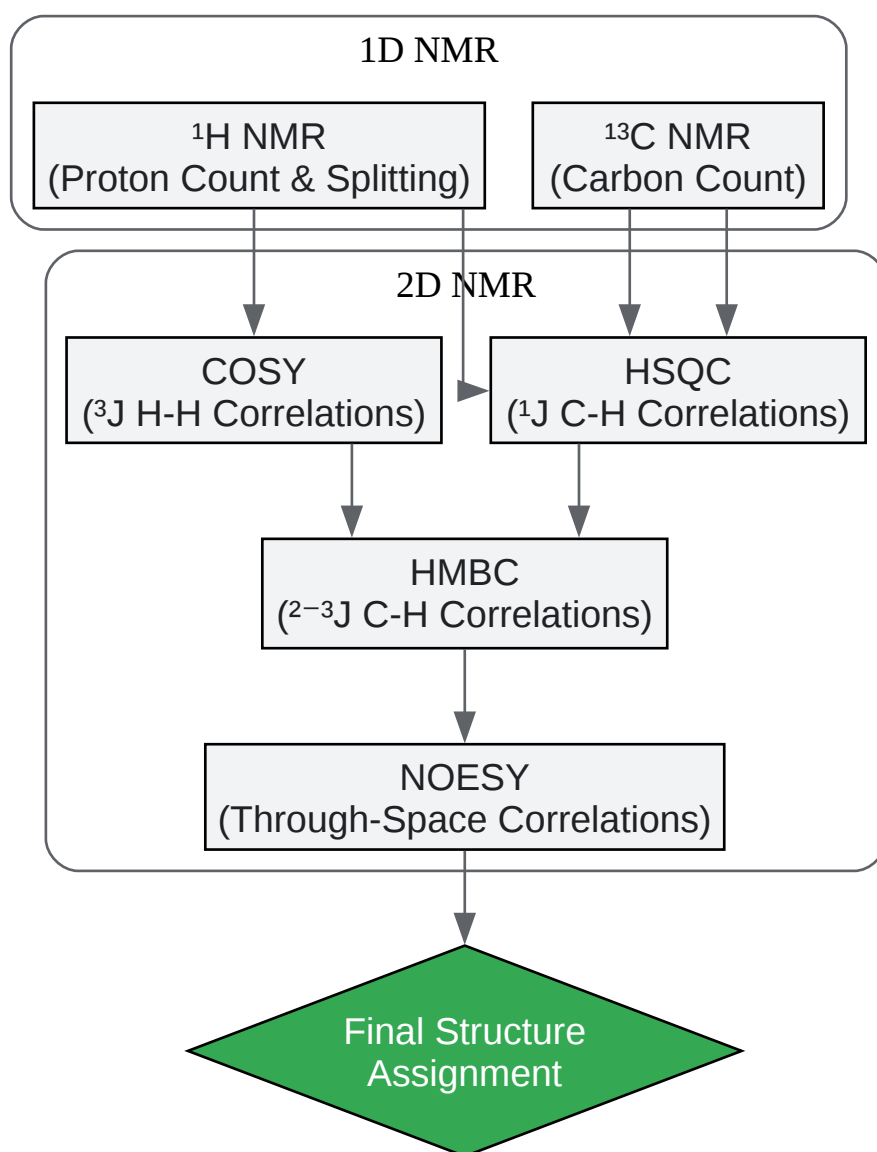 1D NMR
¹H NMR
(Proton Count & Splitting)
¹³C NMR
(Carbon Count)
2D NMR
COSY
(³J H-H Correlations)
HSQC
(¹J C-H Correlations)
HMBC
(²⁻³J C-H Correlations)
NOESY
(Through-Space Correlations)
Final Structure
Assignment